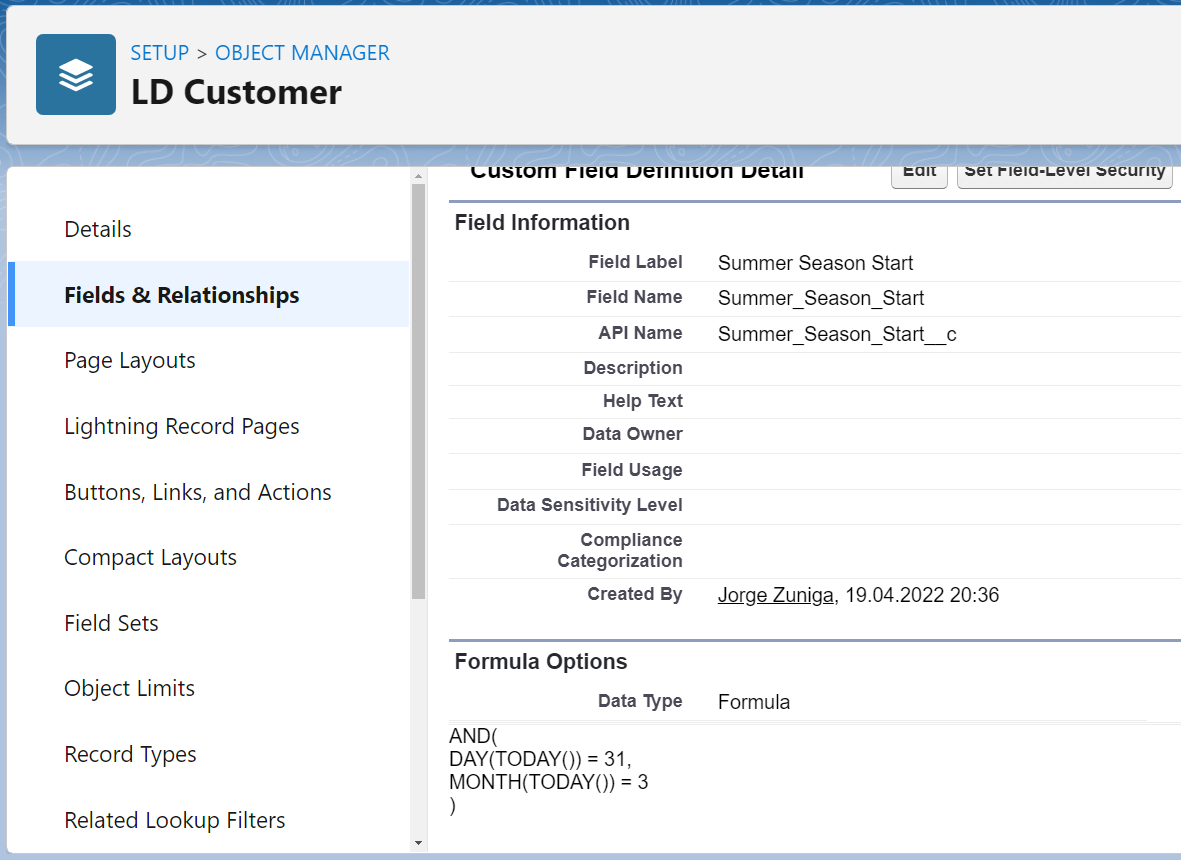 SETUP > OBJECT MANAGER
LD Customer
Details
Fields & Relationships
Page Layouts
Lightning Record Pages
Buttons, Links, and Actions
Compact Layouts
Field Sets
Object Limits
Record Types
Related Lookup Filters
Custom Field Definition Detail
Edit
Set Field-Level Security
Field Information
Field Label Summer Season Start
Field Name Summer_Season_Start
API Name Summer_Season_Start__c
Description
Help Text
Data Owner
Field Usage
Data Sensitivity Level
Compliance
Categorization
Created By Jorge Zuniga, 19.04.2022 20:36
Formula Options
Data Type Formula
AND(
DAY(TODAY()) = 31,
MONTH(TODAY()) = 3
)